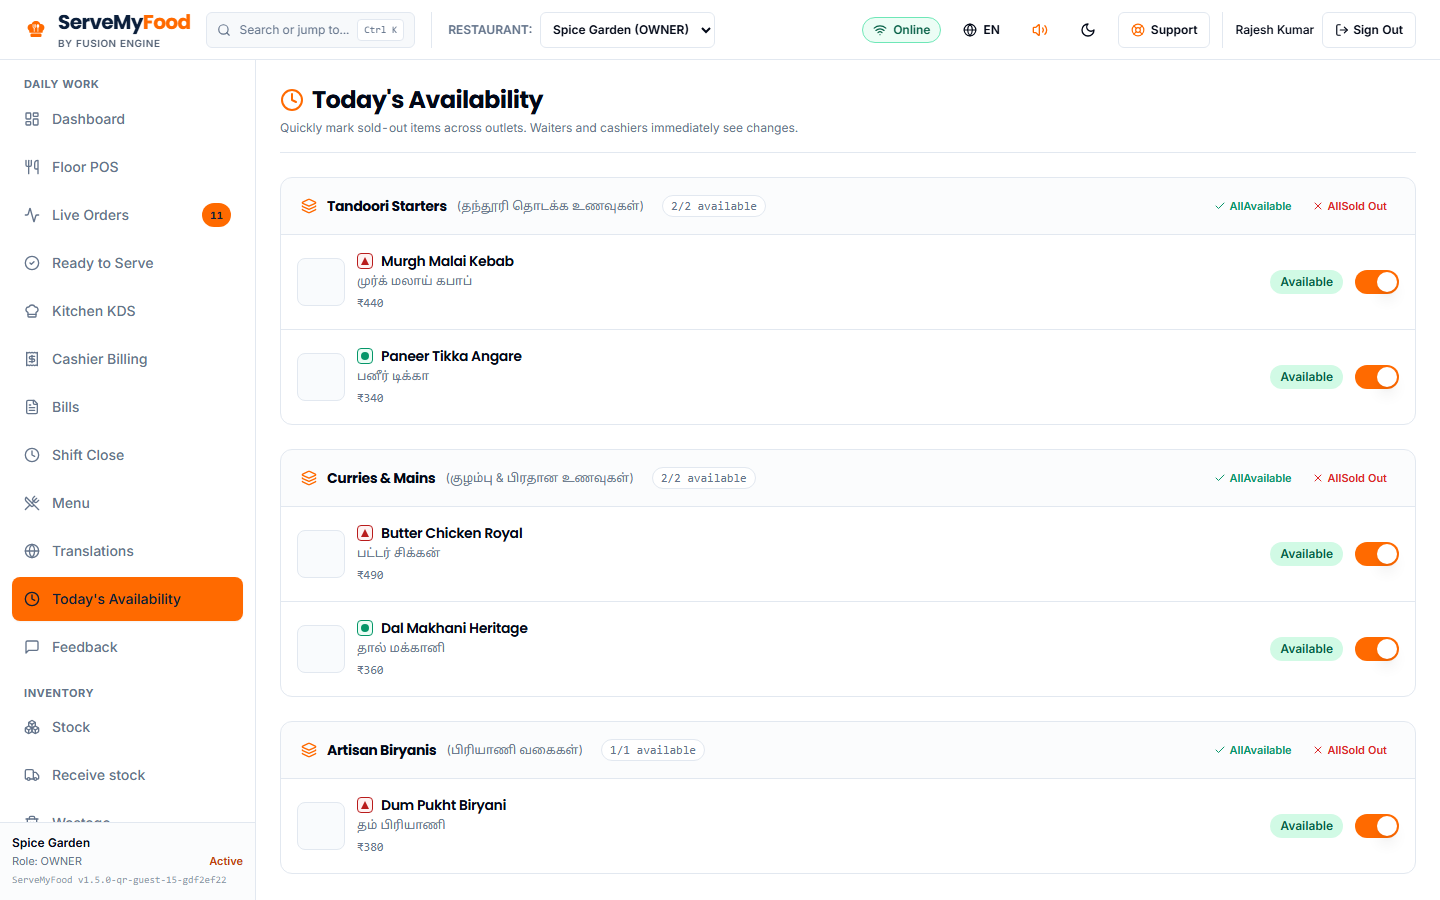 ServeMyFood
BY FUSION ENGINE
Search or jump to...
Ctrl K
RESTAURANT:
Spice Garden (OWNER)
Online
EN
Support
Rajesh Kumar
Sign Out
DAILY WORK
Dashboard
Floor POS
Live Orders
11
Ready to Serve
Kitchen KDS
Cashier Billing
Bills
Shift Close
Menu
Translations
Today's Availability
Feedback
INVENTORY
Stock
Receive stock
Wastage
Spice Garden
Role: OWNER
Active
ServeMyFood v1.5.0-qr-guest-15-gdf2ef22
Today's Availability
Quickly mark sold-out items across outlets. Waiters and cashiers immediately see changes.
Tandoori Starters (தந்தூரி தொடக்க உணவுகள்) 2/2 available
AllAvailable
AllSold Out
Murgh Malai Kebab
முர்க் மலாய் கபாப்
₹440
Available
Paneer Tikka Angare
பனீர் டிக்கா
₹340
Available
Curries & Mains (குழம்பு & பிரதான உணவுகள்) 2/2 available
AllAvailable
AllSold Out
Butter Chicken Royal
பட்டர் சிக்கன்
₹490
Available
Dal Makhani Heritage
தால் மக்கானி
₹360
Available
Artisan Biryanis (பிரியாணி வகைகள்) 1/1 available
AllAvailable
AllSold Out
Dum Pukht Biryani
தம் பிரியாணி
₹380
Available